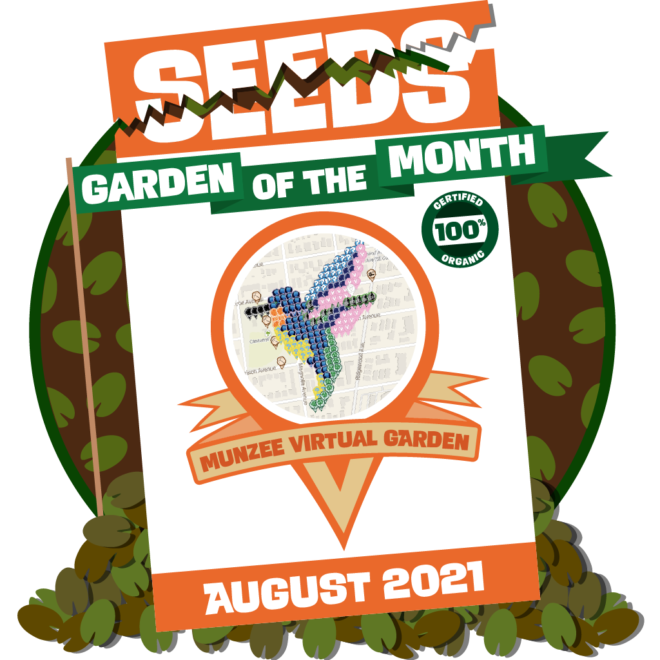 SEEDS
GARDEN OF THE MONTH
CERTIFIED
100%
ORGANIC
MUNZEE VIRTUAL GARDEN
AUGUST 2021